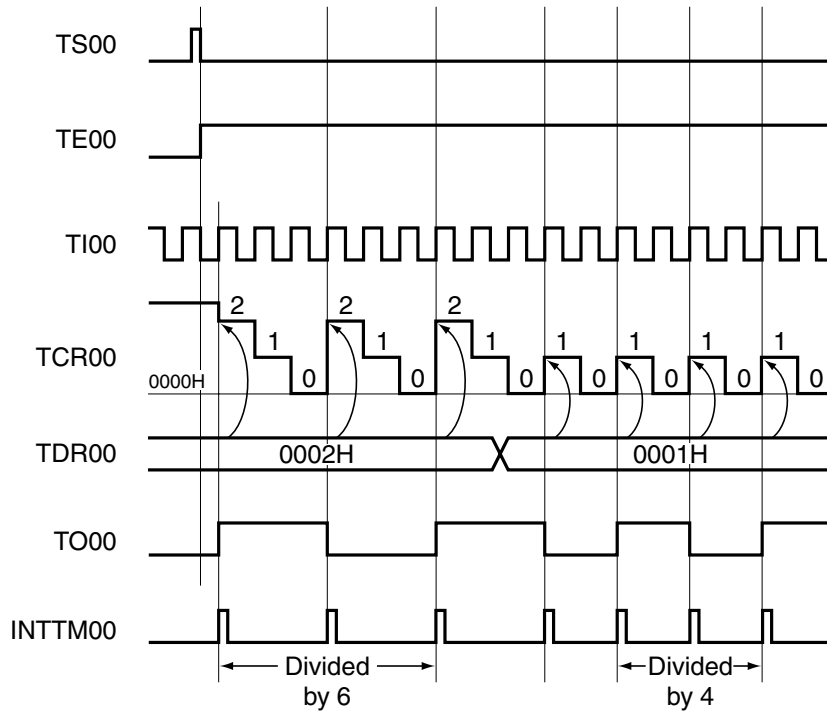 TS00
TE00
TI00
2 2 2
1 1 1 1 1 1 1
TCR00
0000H 0 0 0 0 0 0 0
TDR00 0002H 0001H
TO00
INTTM00
Divided by 6
Divided by 4